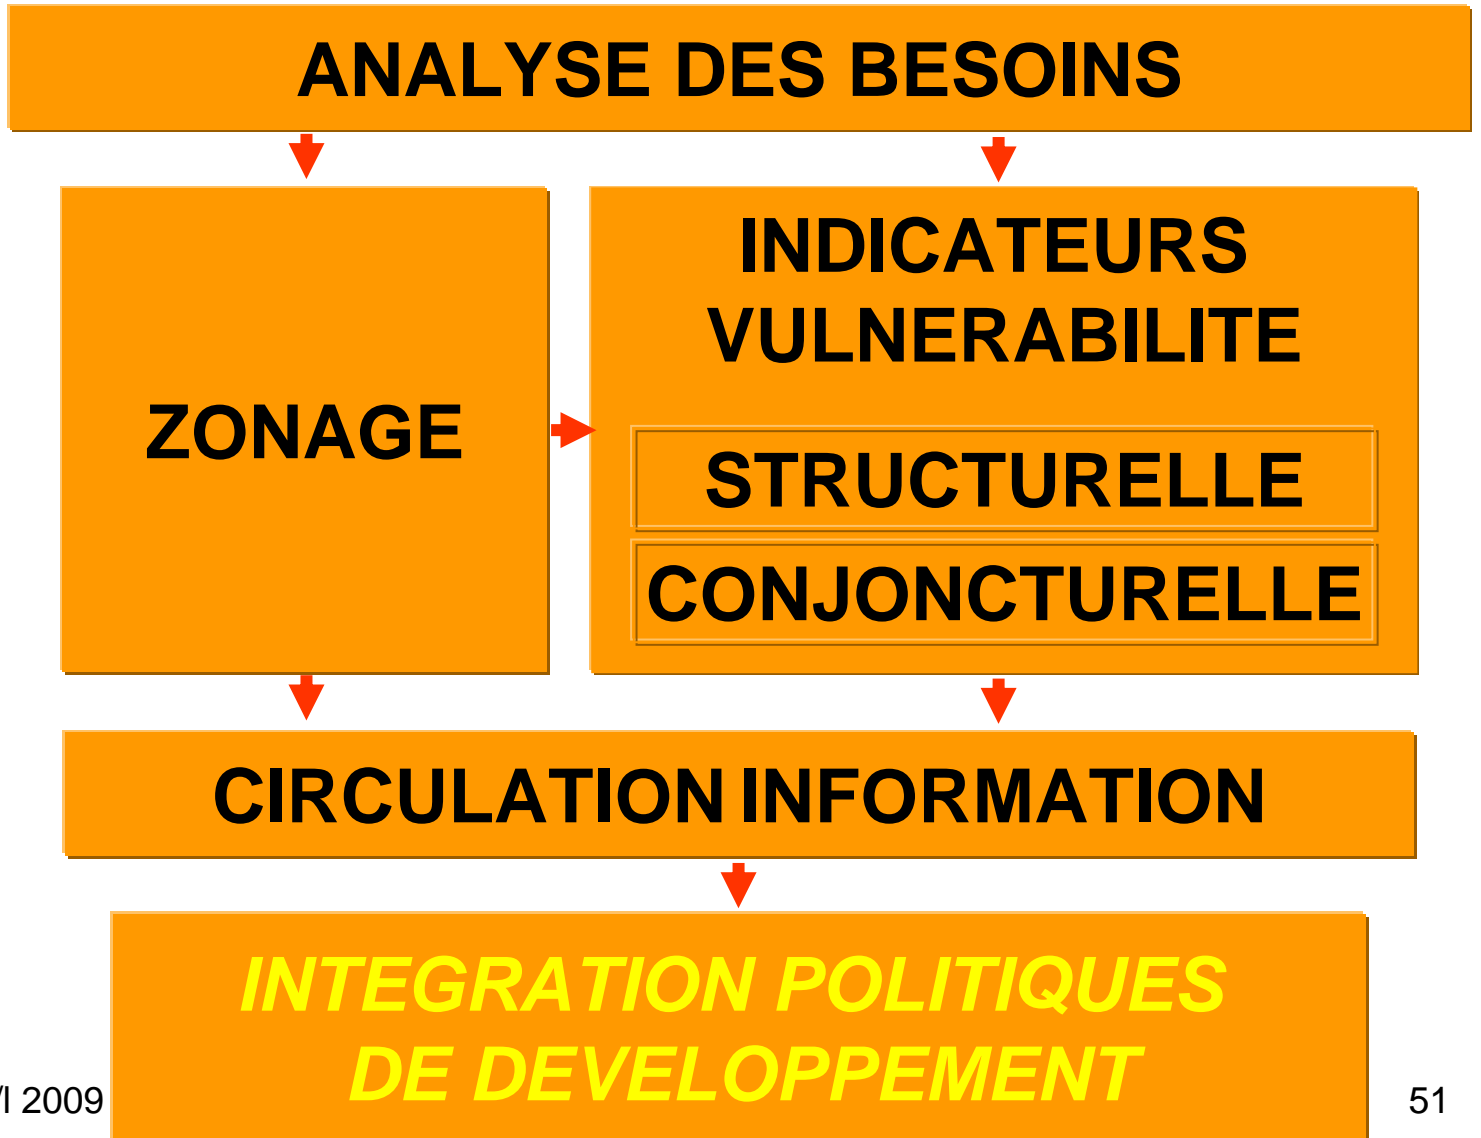 ANALYSE DES BESOINS
ZONAGE
INDICATEURS
VULNERABILITE
STRUCTURELLE
CONJONCTURELLE
CIRCULATION INFORMATION
INTEGRATION POLITIQUES
DE DEVELOPPEMENT
2009
51